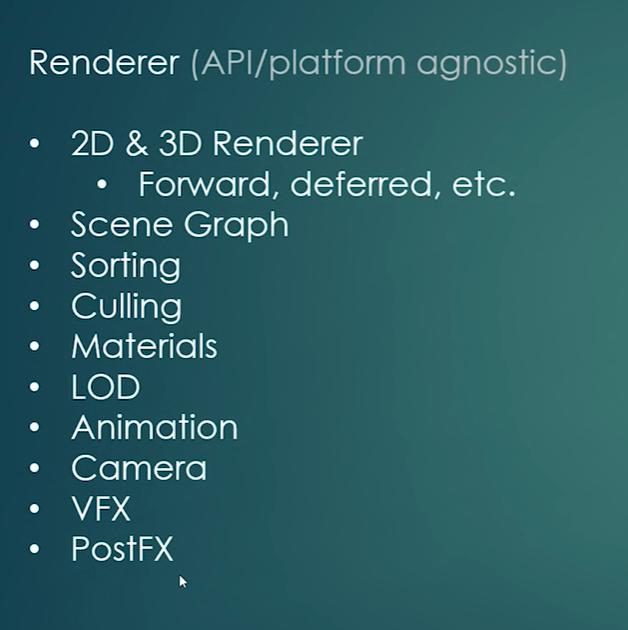 Renderer (API/platform agnostic)
• 2D & 3D Renderer
• Forward, deferred, etc.
• Scene Graph
• Sorting
• Culling
• Materials
• LOD
• Animation
• Camera
• VFX
• PostFX